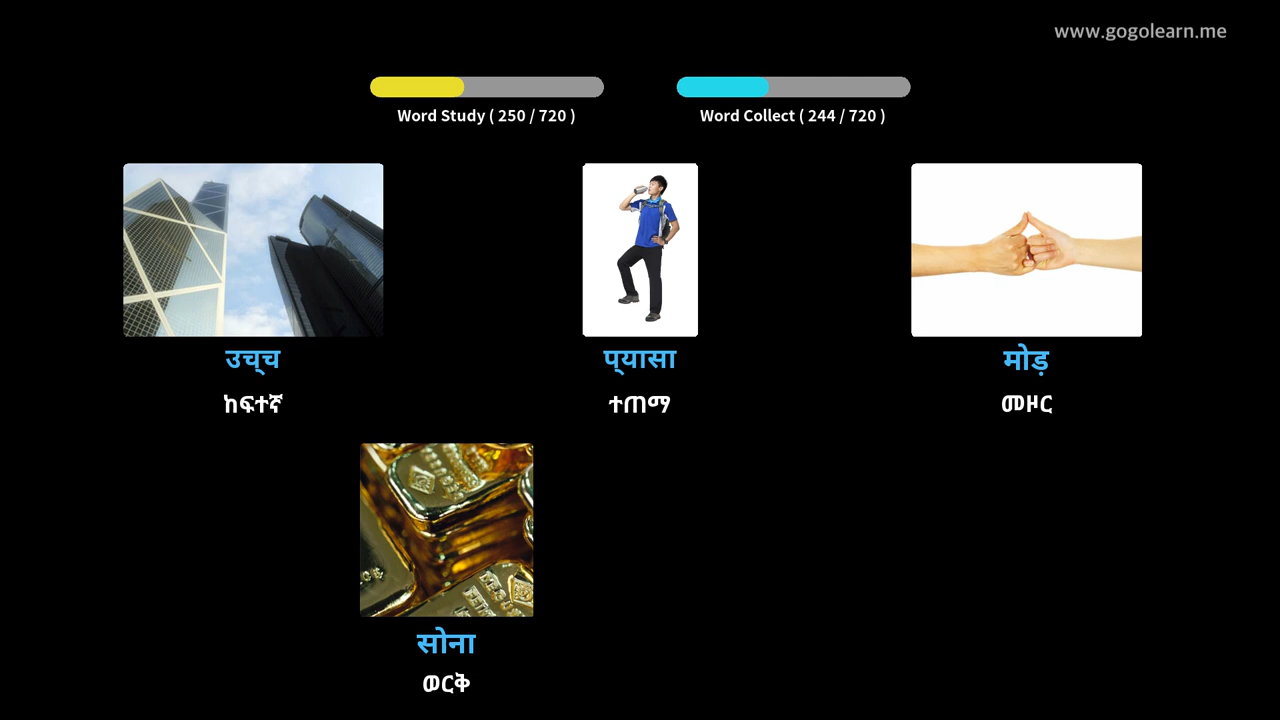 www.gogolearn.me
Word Study ( 250 / 720 )
Word Collect ( 244 / 720 )
उच्च
प्यासा
मोड़
ከፍተኛ
ተጠማ
መዞር
सोना
ወርቅ